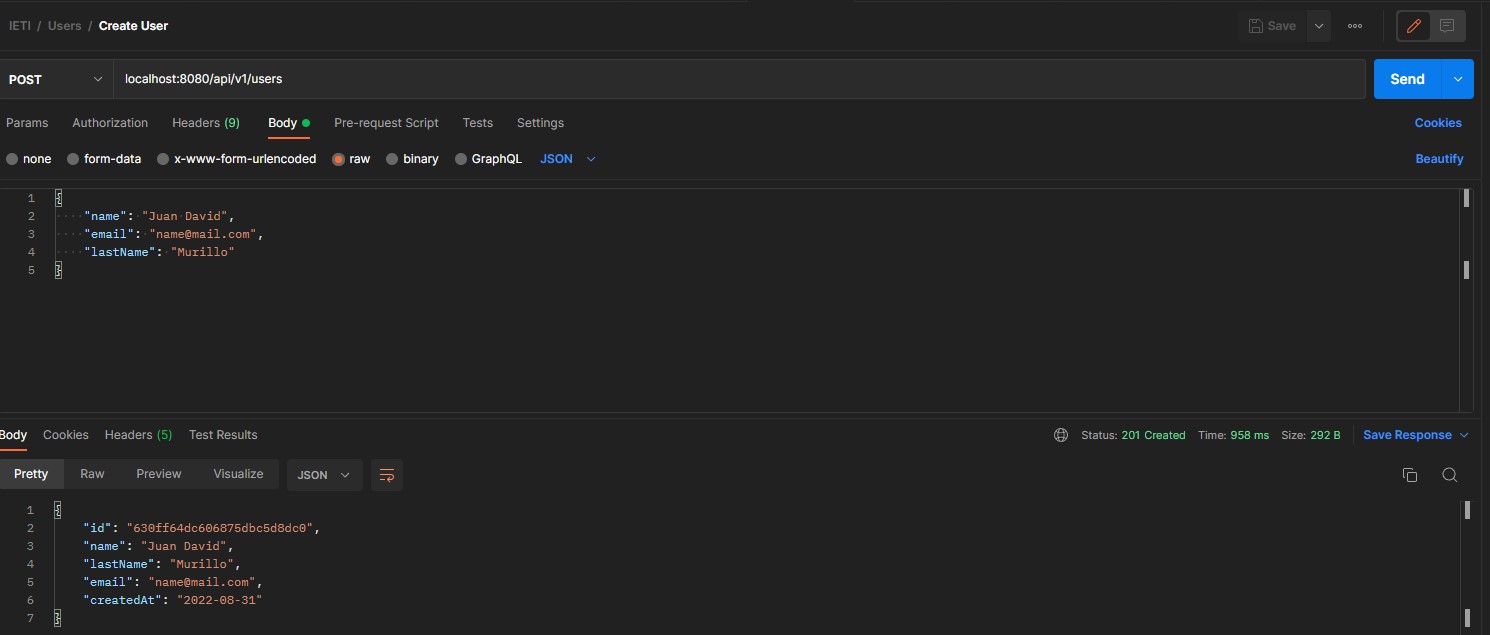 IETI / Users / Create User Save
POST localhost:8080/api/v1/users Send
Params Authorization Headers (9) Body Pre-request Script Tests Settings Cookies
none form-data x-www-form-urlencoded raw binary GraphQL JSON Beautify
1 {
2 "name": "Juan David",
3 "email": "name@mail.com",
4 "lastName": "Murillo"
5 }
Body Cookies Headers (5) Test Results Status: 201 Created Time: 958 ms Size: 292 B Save Response
Pretty Raw Preview Visualize JSON
1 {
2 "id": "630ff64dc606875dbc5d8dc0",
3 "name": "Juan David",
4 "lastName": "Murillo",
5 "email": "name@mail.com",
6 "createdAt": "2022-08-31"
7 }